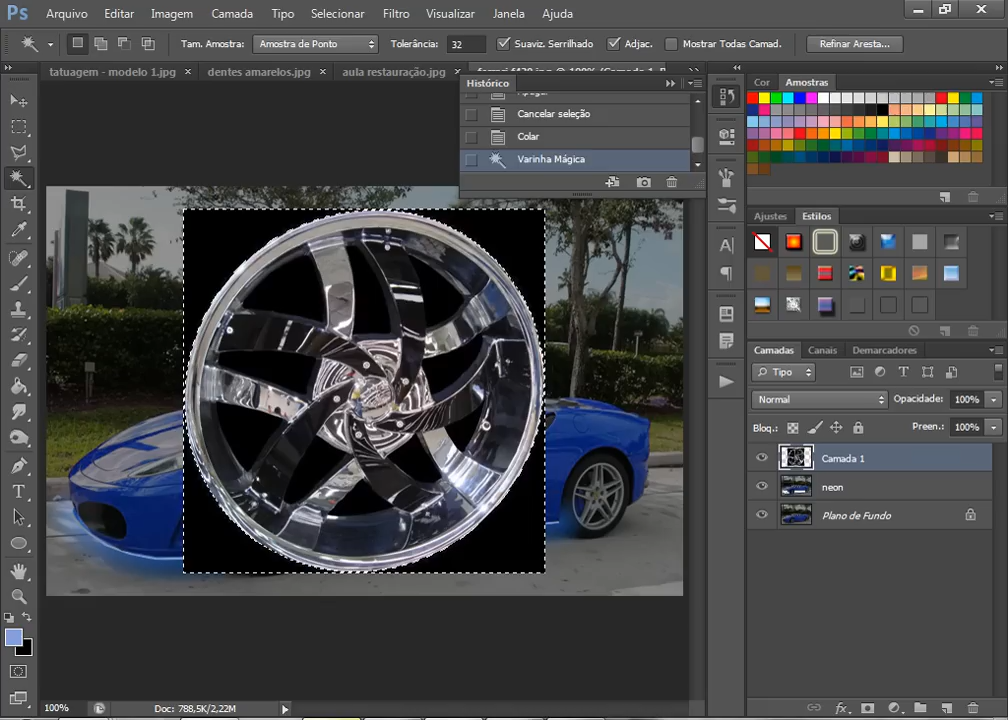 Ps Arquivo Editar Imagem Camada Tipo Selecionar Filtro Visualizar Janela Ajuda
Tam. Amostra: Amostra de Ponto Tolerância: 32 Suaviz. Serrilhado Adjac. Mostrar Todas Camad. Refinar Aresta...
tatuagem - modelo 1.jpg × dentes amarelos.jpg × aula restauração.jpg ×
Histórico
Apagar
Cancelar seleção
Colar
Varinha Mágica
Cor Amostras
Ajustes Estilos
Camadas Canais Demarcadores
Tipo
Normal Opacidade: 100%
Bloq.: Preen.: 100%
Camada 1
neon
Plano de Fundo
100% Doc: 788,5K/2,22M